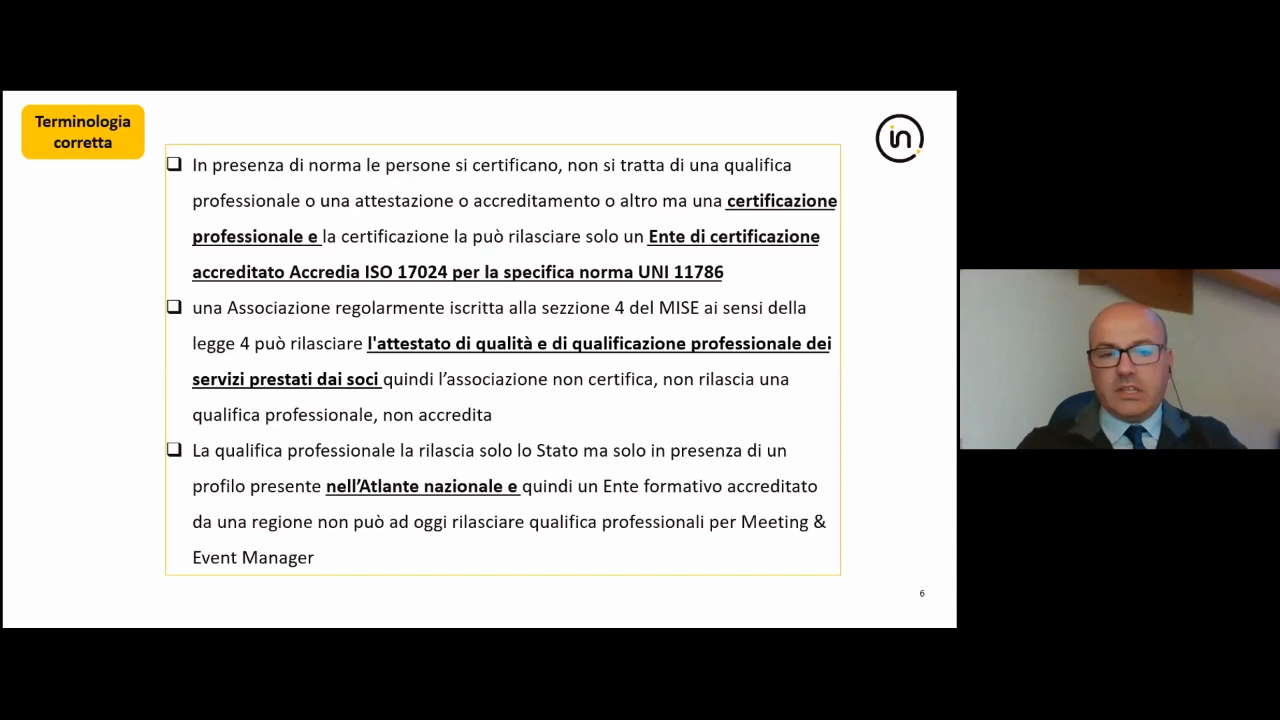 Terminologia
corretta
in
In presenza di norma le persone si certificano, non si tratta di una qualifica
professionale o una attestazione o accreditamento o altro ma una certificazione
professionale e la certificazione la può rilasciare solo un Ente di certificazione
accreditato Accredia ISO 17024 per la specifica norma UNI 11786
una Associazione regolarmente iscritta alla sezzione 4 del MISE ai sensi della
legge 4 può rilasciare l'attestato di qualità e di qualificazione professionale dei
servizi prestati dai soci quindi l’associazione non certifica, non rilascia una
qualifica professionale, non accredita
La qualifica professionale la rilascia solo lo Stato ma solo in presenza di un
profilo presente nell’Atlante nazionale e quindi un Ente formativo accreditato
da una regione non può ad oggi rilasciare qualifica professionali per Meeting &
Event Manager
6